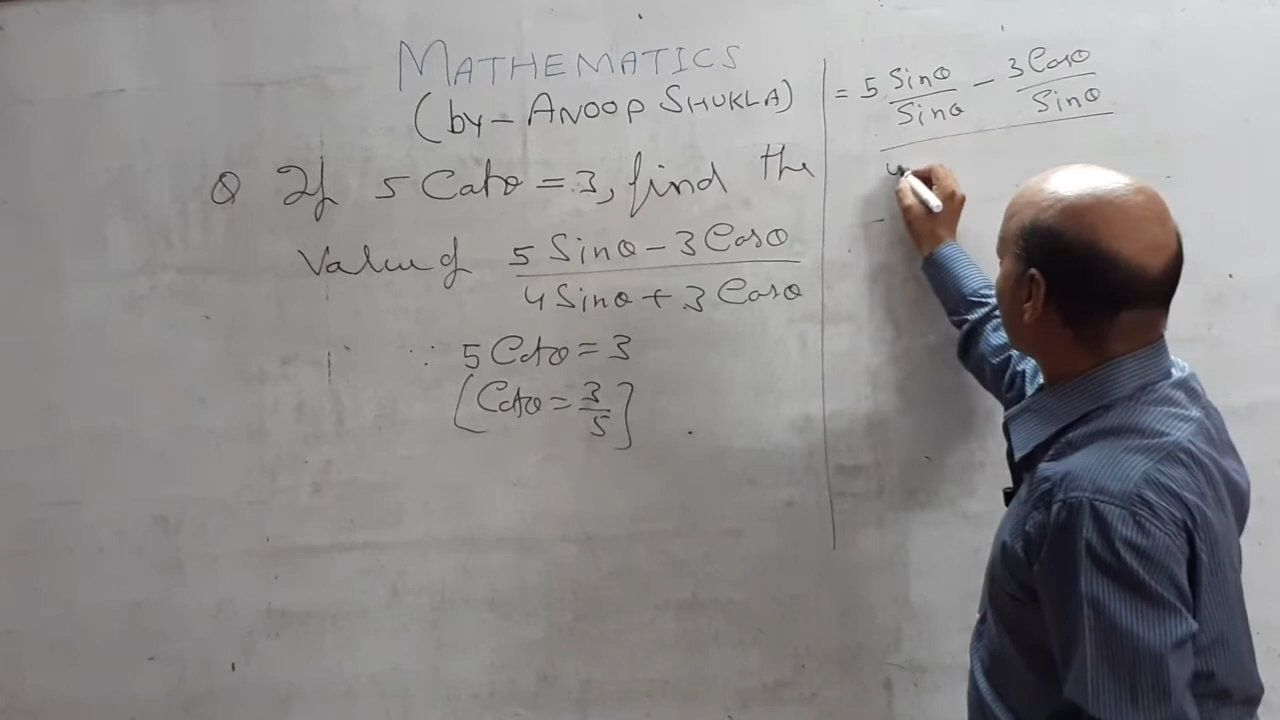 MATHEMATICS
(by - ANOOP SHUKLA)
Q If 5 Cotθ = 3, find the
Value of (5 Sinθ - 3 Cosθ)/(4 Sinθ + 3 Cosθ)
∵ 5 Cotθ = 3
[Cotθ = 3/5]
= 5 Sinθ/Sinθ - 3 Cosθ/Sinθ
4